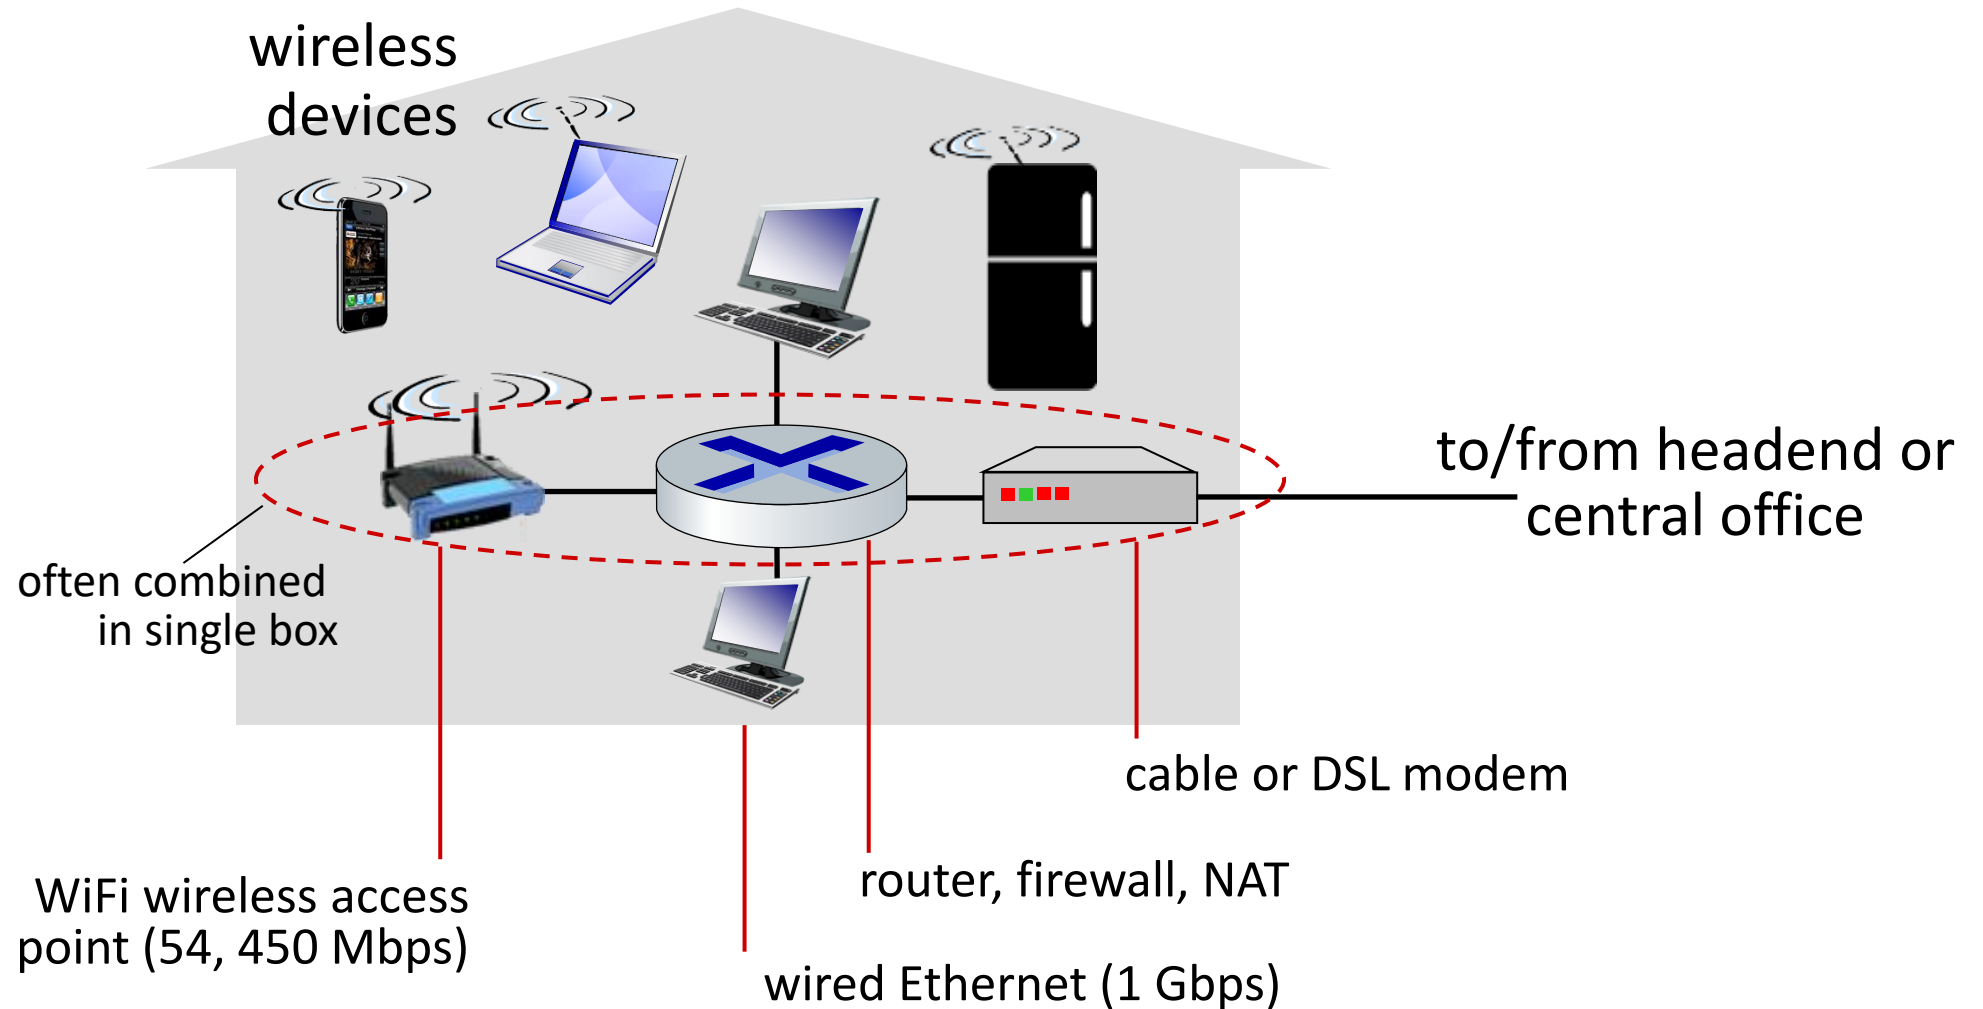 wireless
devices
to/from headend or
central office
often combined
in single box
cable or DSL modem
router, firewall, NAT
WiFi wireless access
point (54, 450 Mbps)
wired Ethernet (1 Gbps)